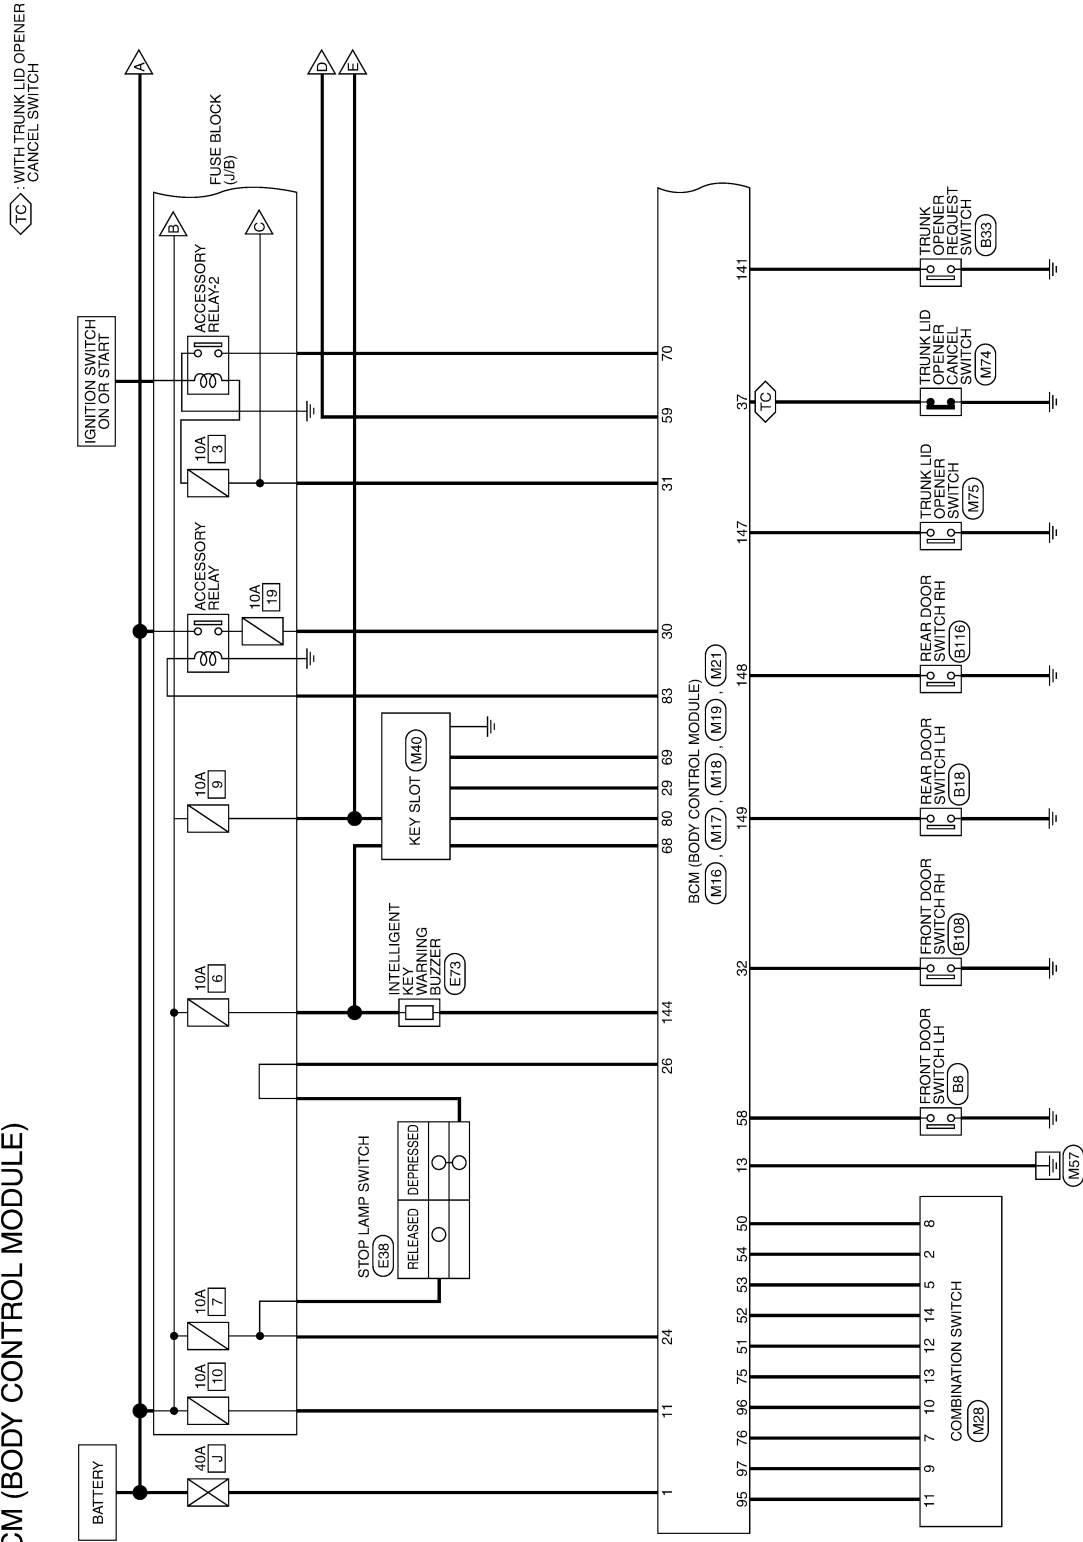 CM (BODY CONTROL MODULE)
TC : WITH TRUNK LID OPENER
CANCEL SWITCH
BATTERY
IGNITION SWITCH
ON OR START
A
40A
J
10A
10
10A
7
10A
6
10A
9
ACCESSORY
RELAY
10A
19
10A
3
ACCESSORY
RELAY-2
B
C
FUSE BLOCK
(J/B)
D
E
STOP LAMP SWITCH
E38
RELEASED
DEPRESSED
INTELLIGENT
KEY
WARNING
BUZZER
E73
KEY SLOT
M40
1
11
24
26
144
68
80
29
69
83
30
31
59
70
BCM (BODY CONTROL MODULE)
M16 , M17 , M18 , M19 , M21
95
97
76
96
75
51
52
53
54
50
13
58
32
149
148
147
37
141
TC
11
9
7
10
13
12
14
5
2
8
COMBINATION SWITCH
M28
M57
FRONT DOOR
SWITCH LH
B8
FRONT DOOR
SWITCH RH
B108
REAR DOOR
SWITCH LH
B18
REAR DOOR
SWITCH RH
B116
TRUNK LID
OPENER
SWITCH
M75
TRUNK LID
OPENER
CANCEL
SWITCH
M74
TRUNK
OPENER
REQUEST
SWITCH
B33